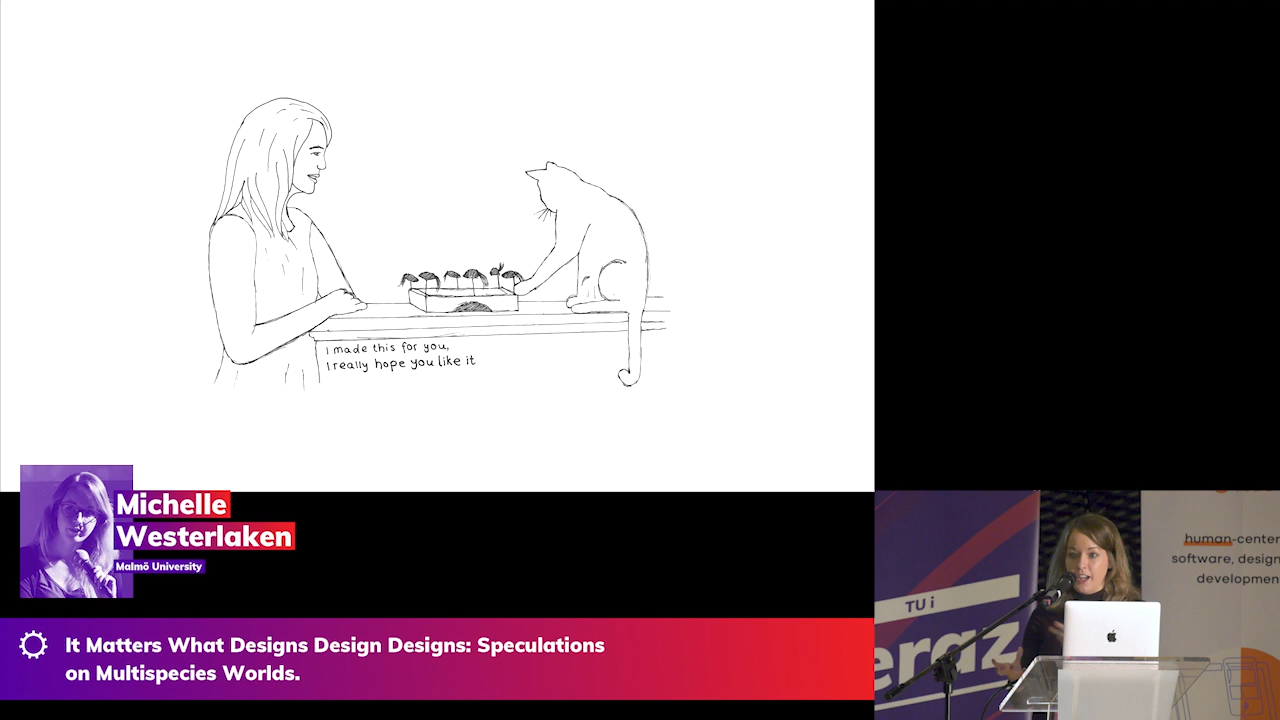 I made this for you,
I really hope you like it
Michelle
Westerlaken
Malmö University
It Matters What Designs Design Designs: Speculations
on Multispecies Worlds.
TU i
eraz
human-center
software, design
development